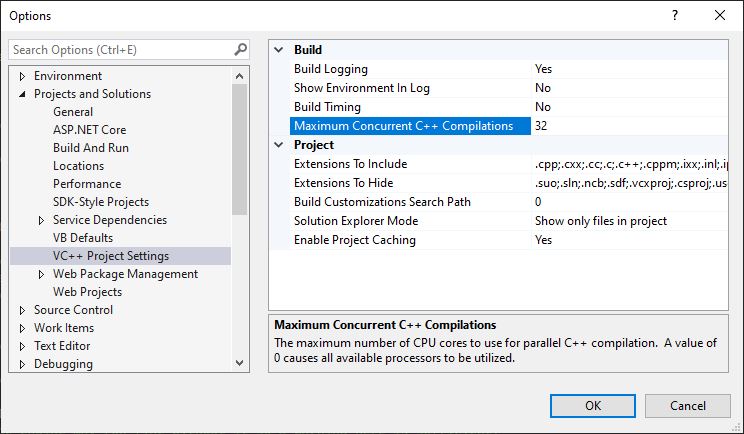 Options
Search Options (Ctrl+E)
Environment
Projects and Solutions
General
ASP.NET Core
Build And Run
Locations
Performance
SDK-Style Projects
Service Dependencies
VB Defaults
VC++ Project Settings
Web Package Management
Web Projects
Source Control
Work Items
Text Editor
Debugging
Build
Build Logging Yes
Show Environment In Log No
Build Timing No
Maximum Concurrent C++ Compilations 32
Project
Extensions To Include .cpp;.cxx;.cc;.c;.c++;.cppm;.ixx;.inl;.ip
Extensions To Hide .suo;.sln;.ncb;.sdf;.vcxproj;.csproj;.us
Build Customizations Search Path 0
Solution Explorer Mode Show only files in project
Enable Project Caching Yes
Maximum Concurrent C++ Compilations
The maximum number of CPU cores to use for parallel C++ compilation. A value of
0 causes all available processors to be utilized.
OK Cancel